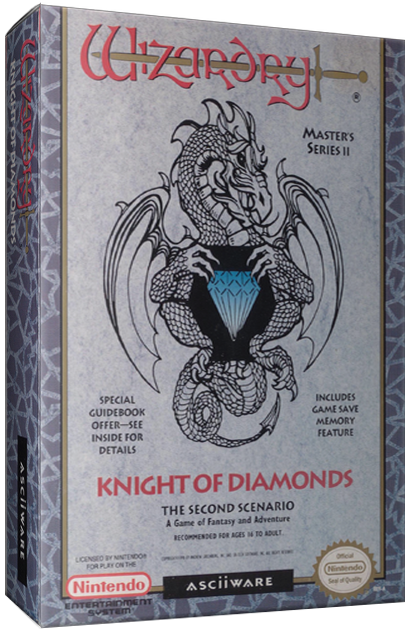 Wizardry
®
MASTER'S
SERIES II
SPECIAL
GUIDEBOOK
OFFER—SEE
INSIDE FOR
DETAILS
INCLUDES
GAME SAVE
MEMORY
FEATURE
KNIGHT OF DIAMONDS
THE SECOND SCENARIO
A Game of Fantasy and Adventure
RECOMMENDED FOR AGES 16 TO ADULT.
LICENSED BY NINTENDO®
FOR PLAY ON THE
Nintendo
ENTERTAINMENT
SYSTEM
ASCIIWARE
Official
Nintendo
Seal of Quality
Wizardry
KNIGHT OF DIAMONDS
ASCIIWARE